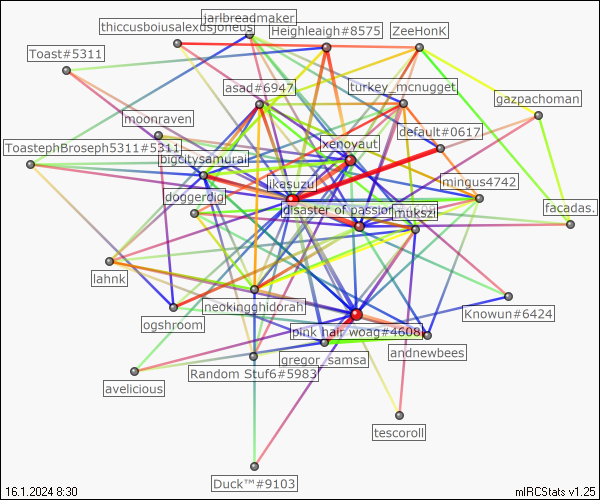 jarlbreadmaker
thiccusboiusalexdsjoneus
Heighleigh#8575
ZeeHonK
Toast#5311
asad#6947
turkey_mcnugget
gazpachoman
moonraven
default#0617
xenoyaut
ToastephBroseph5311#5311
bigcitysamurai
ikasuzu
mingus4742
doggerdig
disaster of passion
mukszi
facadas.
lahnk
neokingghidorah
ogshroom
Knowun#6424
pink hair woag#4608
gregor_samsa
andnewbees
Random Stuf6#5983
avelicious
tescoroll
Duck™#9103
16.1.2024 8:30
mIRCStats v1.25